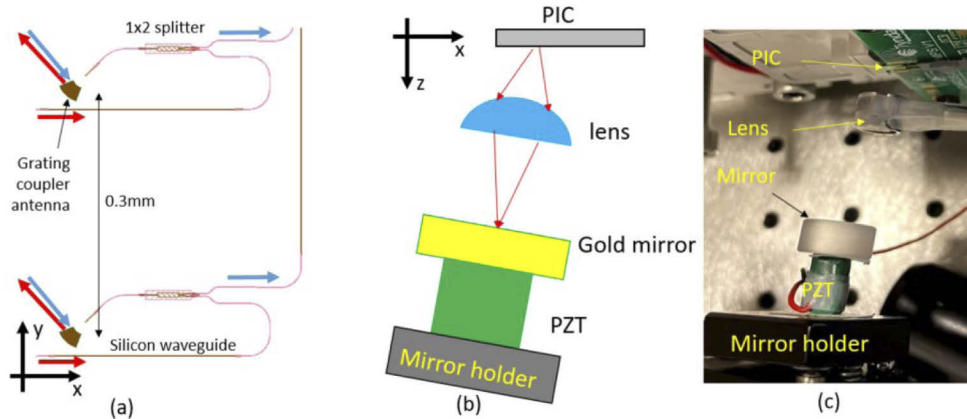 1x2 splitter
Grating
coupler
antenna
0.3mm
Silicon waveguide
y
x
(a)
PIC
x
z
lens
Gold mirror
PZT
Mirror holder
(b)
PIC
Lens
Mirror
PZT
Mirror holder
(c)